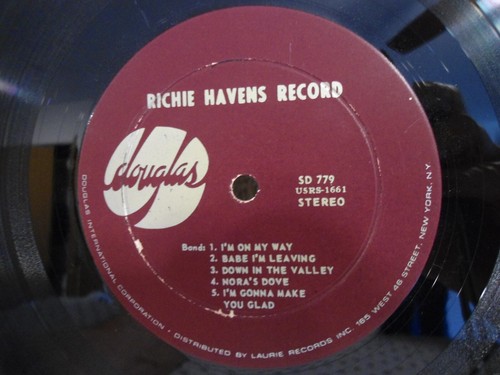 RICHIE HAVENS RECORD
douglas
SD 779
USRS-1661
STEREO
Band: 1. I'M ON MY WAY
2. BABE I'M LEAVING
3. DOWN IN THE VALLEY
4. NORA'S DOVE
5. I'M GONNA MAKE
YOU GLAD
DOUGLAS INTERNATIONAL CORPORATION. • DISTRIBUTED BY LAURIE RECORDS INC. 165 WEST 46 STREET, NEW YORK, N.Y.